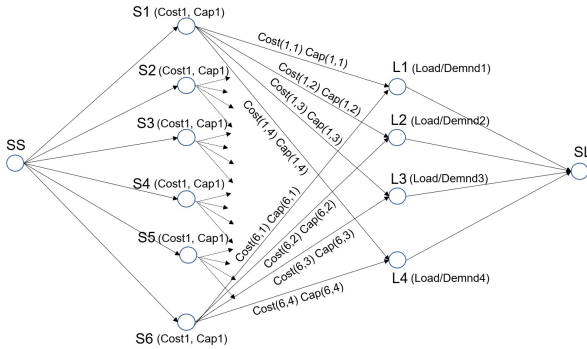 S1 (Cost1, Cap1)
Cost(1,1) Cap(1,1)
S2 (Cost1, Cap1)
L1 (Load/Demnd1)
Cost(1,2) Cap(1,2)
Cost(1,3) Cap(1,3)
Cost(1,4) Cap(1,4)
S3 (Cost1, Cap1)
L2 (Load/Demnd2)
SS
SL
S4 (Cost1, Cap1)
L3 (Load/Demnd3)
Cost(6,1) Cap(6,1)
Cost(6,2) Cap(6,2)
S5 (Cost1, Cap1)
Cost(6,3) Cap(6,3)
L4 (Load/Demnd4)
Cost(6,4) Cap(6,4)
S6 (Cost1, Cap1)